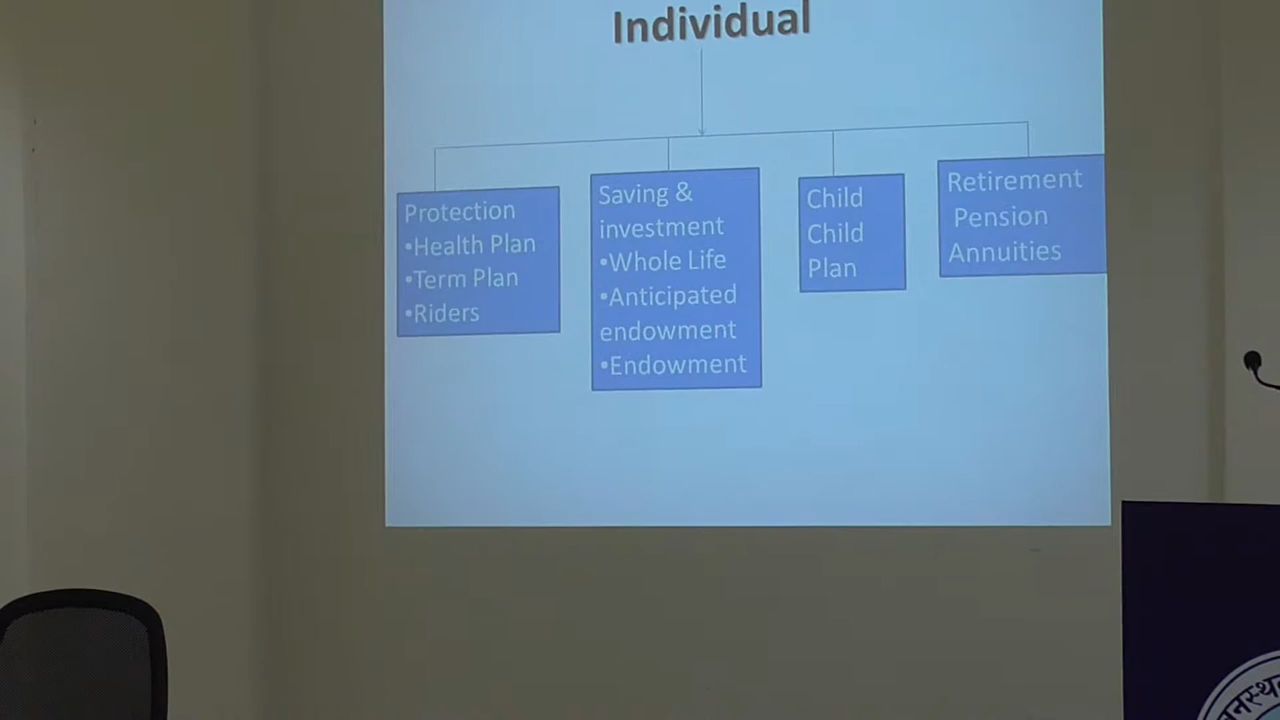 Individual
Protection
•Health Plan
•Term Plan
•Riders
Saving &
investment
•Whole Life
•Anticipated
endowment
•Endowment
Child
Child
Plan
Retirement
Pension
Annuities